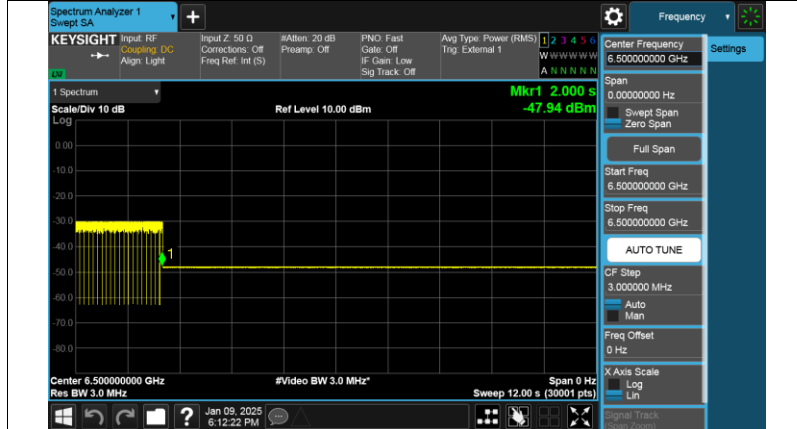 Spectrum Analyzer 1
Swept SA
+
Frequency
KEYSIGHT
Input: RF
Coupling: DC
Align: Light
Input Z: 50 Ω
Corrections: Off
Freq Ref: Int (S)
#Atten: 20 dB
Preamp: Off
PNO: Fast
Gate: Off
IF Gain: Low
Sig Track: Off
Avg Type: Power (RMS)
Trig: External 1
1 2 3 4 5 6
W W W W W W
A N N N N N
LXI
1 Spectrum
Scale/Div 10 dB
Ref Level 10.00 dBm
Mkr1 2.000 s
-47.94 dBm
Log
0.00
-10.0
-20.0
-30.0
-40.0
-50.0
-60.0
-70.0
-80.0
1
Center 6.500000000 GHz
Res BW 3.0 MHz
#Video BW 3.0 MHz*
Span 0 Hz
Sweep 12.00 s (30001 pts)
?
Jan 09, 2025
6:12:22 PM
Center Frequency
6.500000000 GHz
Settings
Span
0.00000000 Hz
Swept Span
Zero Span
Full Span
Start Freq
6.500000000 GHz
Stop Freq
6.500000000 GHz
AUTO TUNE
CF Step
3.000000 MHz
Auto
Man
Freq Offset
0 Hz
X Axis Scale
Log
Lin
Signal Track
(Span Zoom)